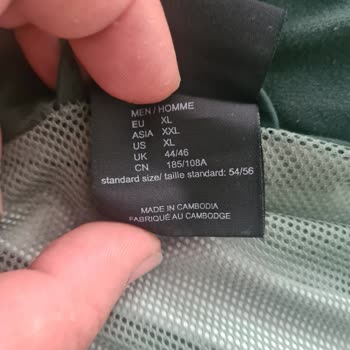 MEN / HOMME
EU XL
ASIA XXL
US XL
UK 44/46
CN 185/108A
standard size/ taille standard: 54/56
MADE IN CAMBODIA
FABRIQUÉ AU CAMBODGE